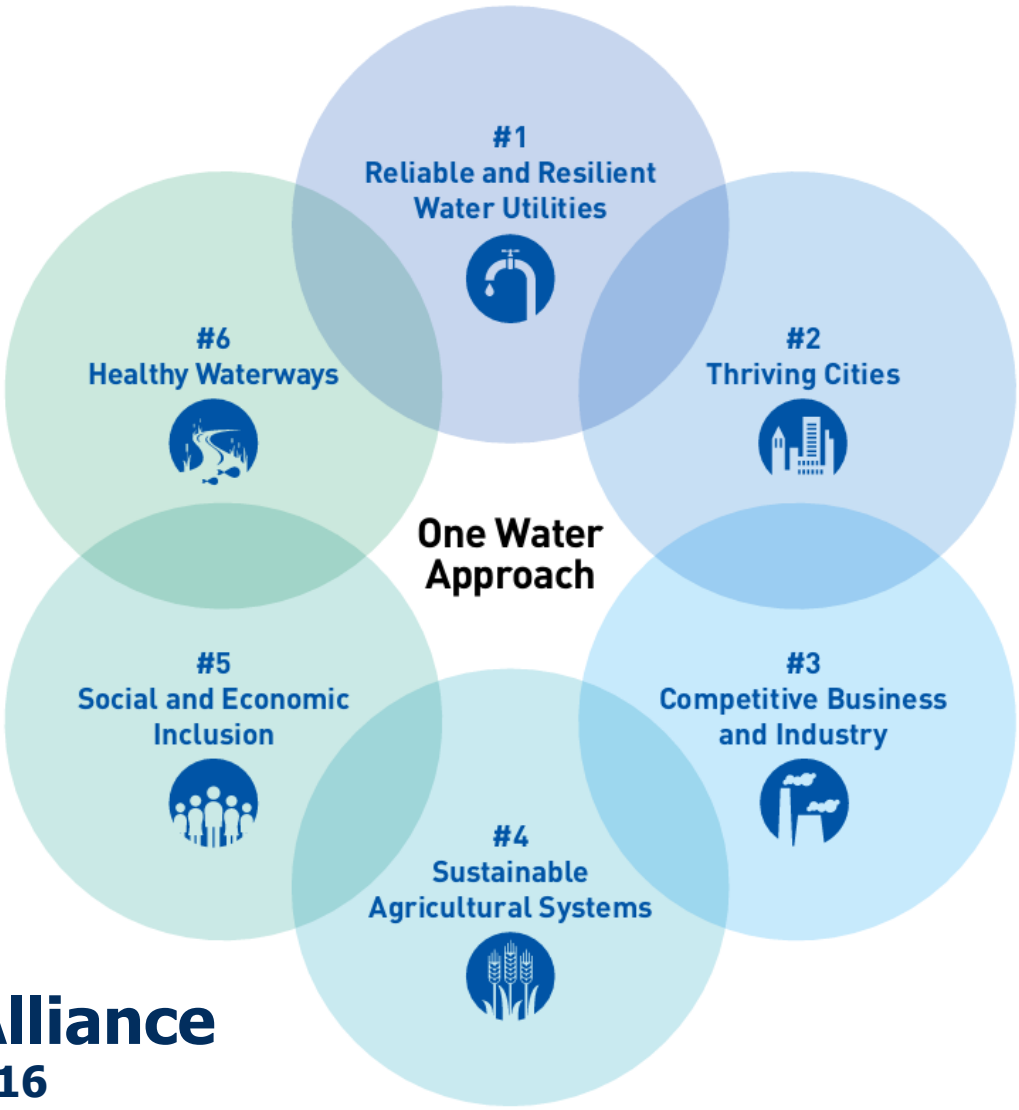 #1
Reliable and Resilient
Water Utilities
#2
Thriving Cities
#3
Competitive Business
and Industry
#4
Sustainable
Agricultural Systems
#5
Social and Economic
Inclusion
#6
Healthy Waterways
One Water
Approach
Alliance
16